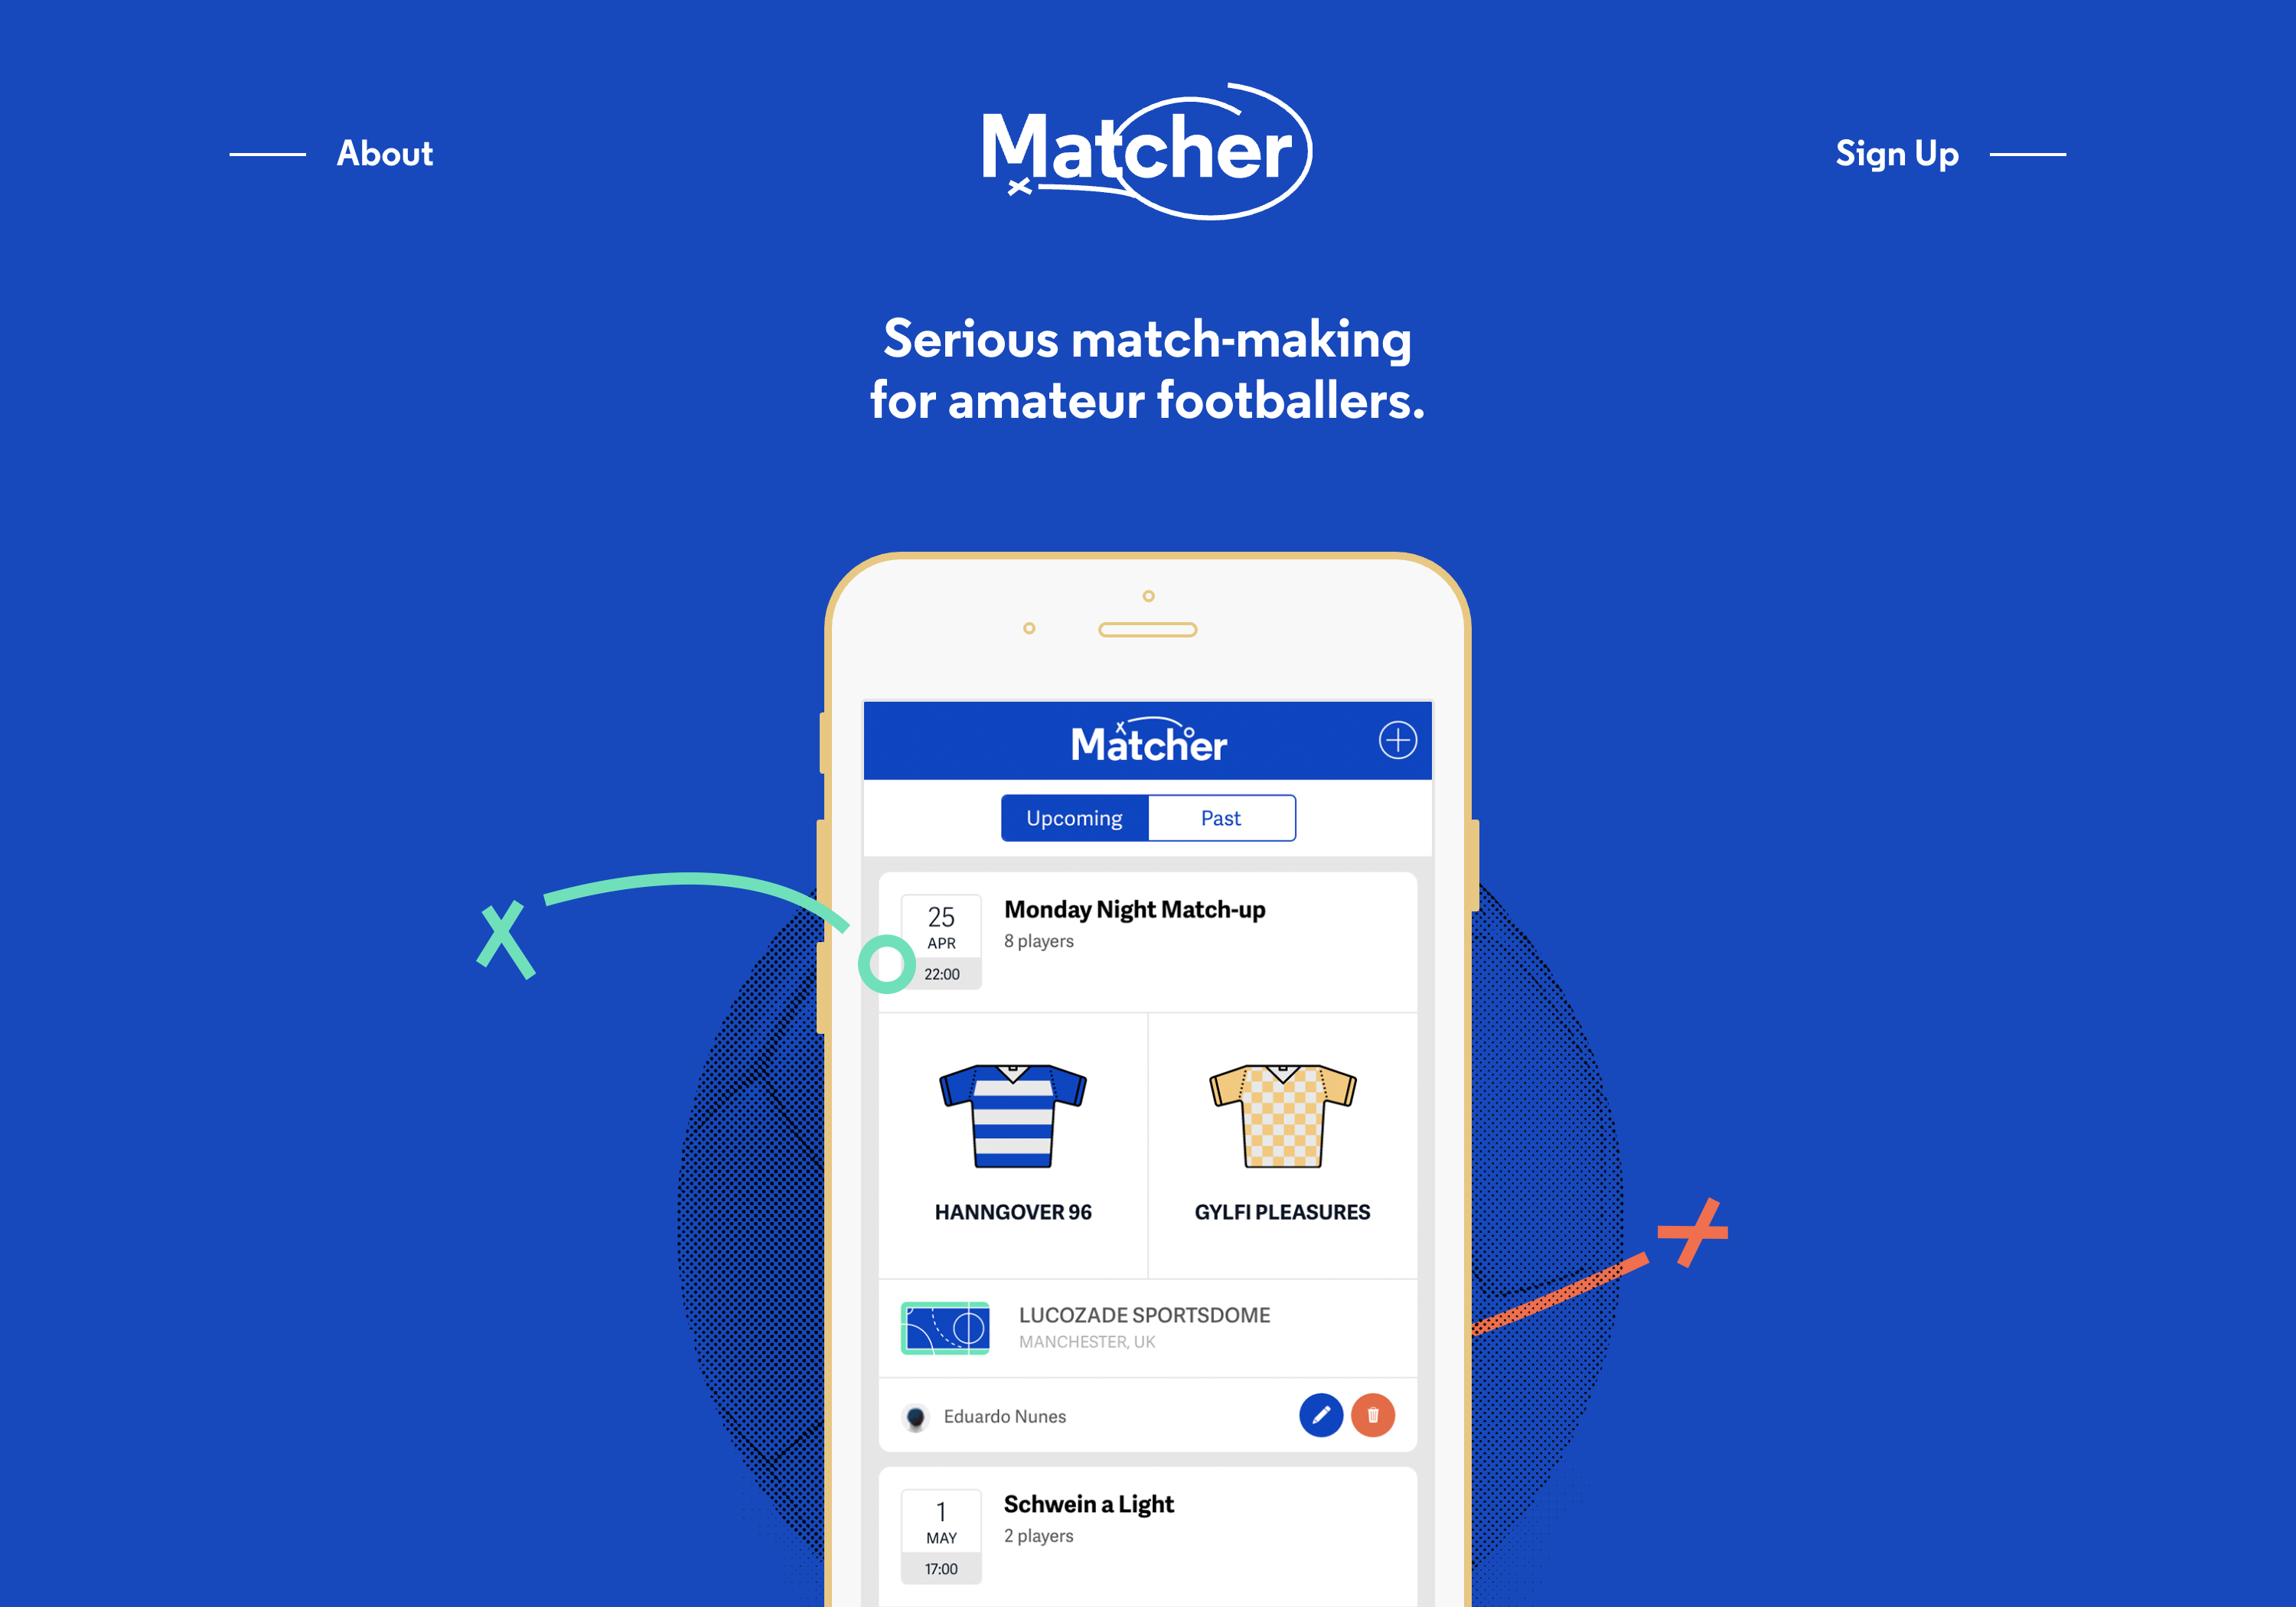 About
Matcher
Sign Up
Serious match-making
for amateur footballers.
Matcher
Upcoming
Past
25
APR
22:00
Monday Night Match-up
8 players
HANNGOVER 96
GYLFI PLEASURES
LUCOZADE SPORTSDOME
MANCHESTER, UK
Eduardo Nunes
1
MAY
17:00
Schwein a Light
2 players